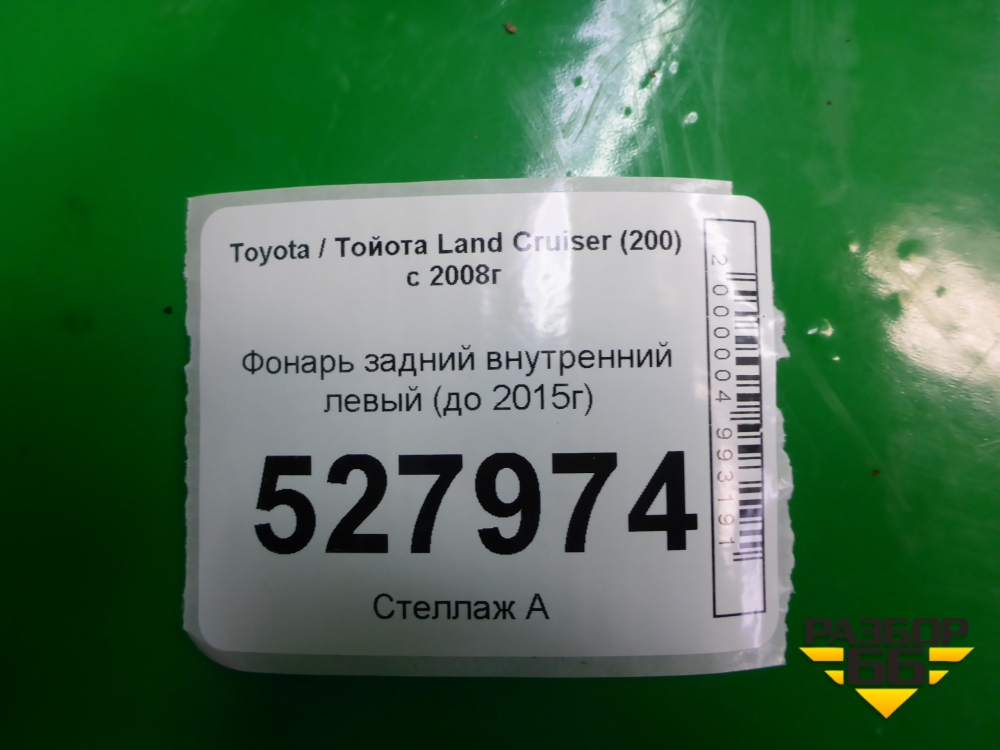 Toyota / Тойота Land Cruiser (200)
с 2008г
Фонарь задний внутренний
левый (до 2015г)
527974
Стеллаж А
2000004993191
РАЗБОР
66